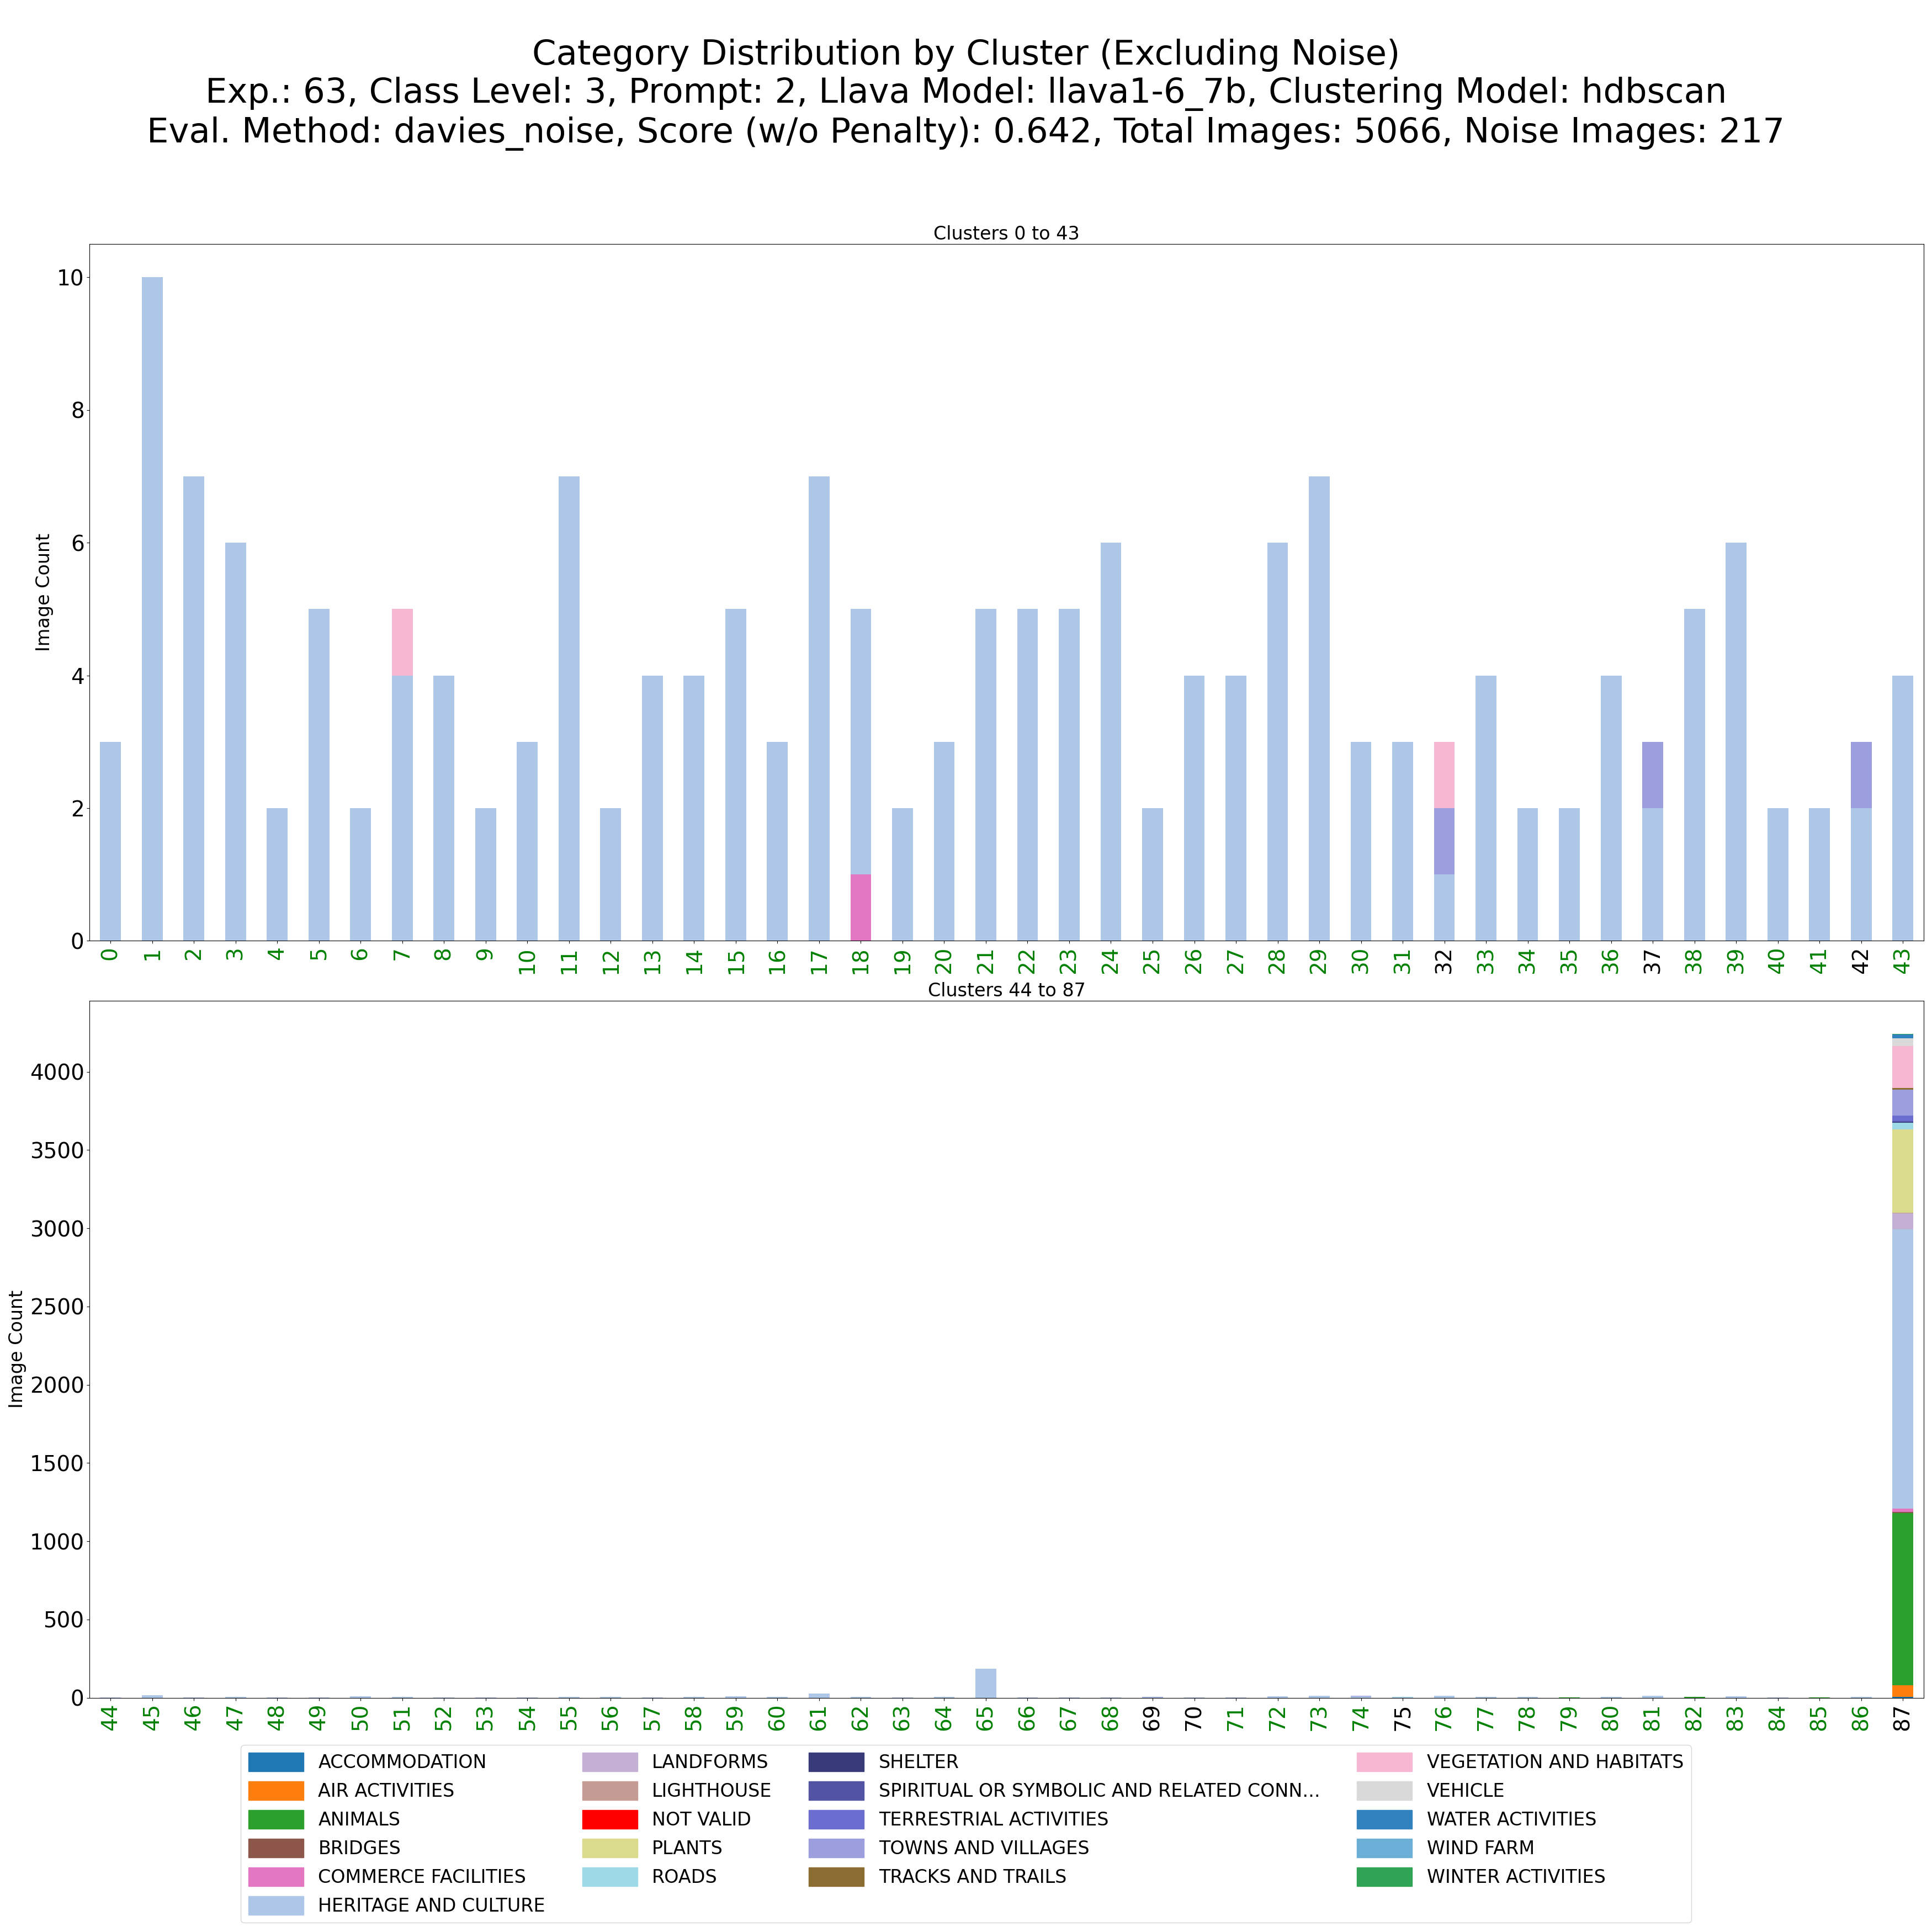 Category Distribution by Cluster (Excluding Noise)
Exp.: 63, Class Level: 3, Prompt: 2, Llava Model: llava1-6_7b, Clustering Model: hdbscan
Eval. Method: davies_noise, Score (w/o Penalty): 0.642, Total Images: 5066, Noise Images: 217
Clusters 0 to 43
Image Count
10
8
6
4
2
0
0 1 2 3 4 5 6 7 8 9 10 11 12 13 14 15 16 17 18 19 20 21 22 23 24 25 26 27 28 29 30 31 32 33 34 35 36 37 38 39 40 41 42 43
Clusters 44 to 87
Image Count
4000
3500
3000
2500
2000
1500
1000
500
0
44 45 46 47 48 49 50 51 52 53 54 55 56 57 58 59 60 61 62 63 64 65 66 67 68 69 70 71 72 73 74 75 76 77 78 79 80 81 82 83 84 85 86 87
ACCOMMODATION
AIR ACTIVITIES
ANIMALS
BRIDGES
COMMERCE FACILITIES
HERITAGE AND CULTURE
LANDFORMS
LIGHTHOUSE
NOT VALID
PLANTS
ROADS
SHELTER
SPIRITUAL OR SYMBOLIC AND RELATED CONN...
TERRESTRIAL ACTIVITIES
TOWNS AND VILLAGES
TRACKS AND TRAILS
VEGETATION AND HABITATS
VEHICLE
WATER ACTIVITIES
WIND FARM
WINTER ACTIVITIES